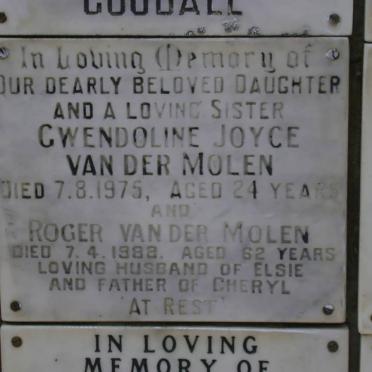 GOODALL
In Loving Memory of
OUR DEARLY BELOVED DAUGHTER
AND A LOVING SISTER
GWENDOLINE JOYCE
VAN DER MOLEN
DIED 7.8.1975, AGED 24 YEARS
AND
ROGER VAN DER MOLEN
DIED 7.4.1988. AGED 62 YEARS
LOVING HUSBAND OF ELSIE
AND FATHER OF CHERYL
AT REST
IN LOVING
MEMORY OF